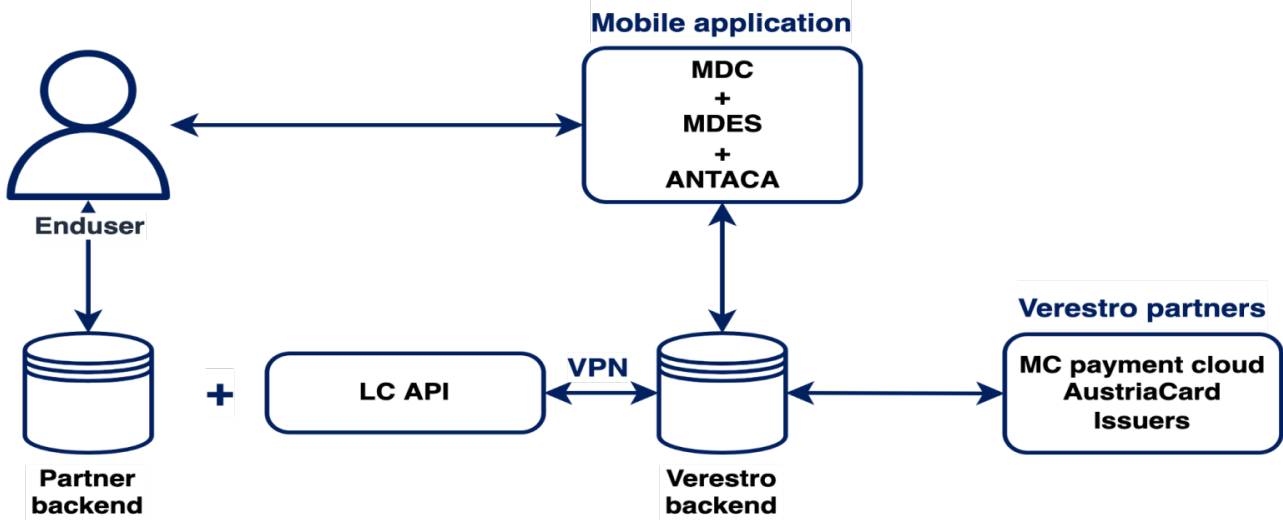 Mobile application
MDC
+
MDES
+
ANTACA
Enduser
Verestro partners
MC payment cloud
AustriaCard
Issuers
+
LC API
VPN
Partner
backend
Verestro
backend